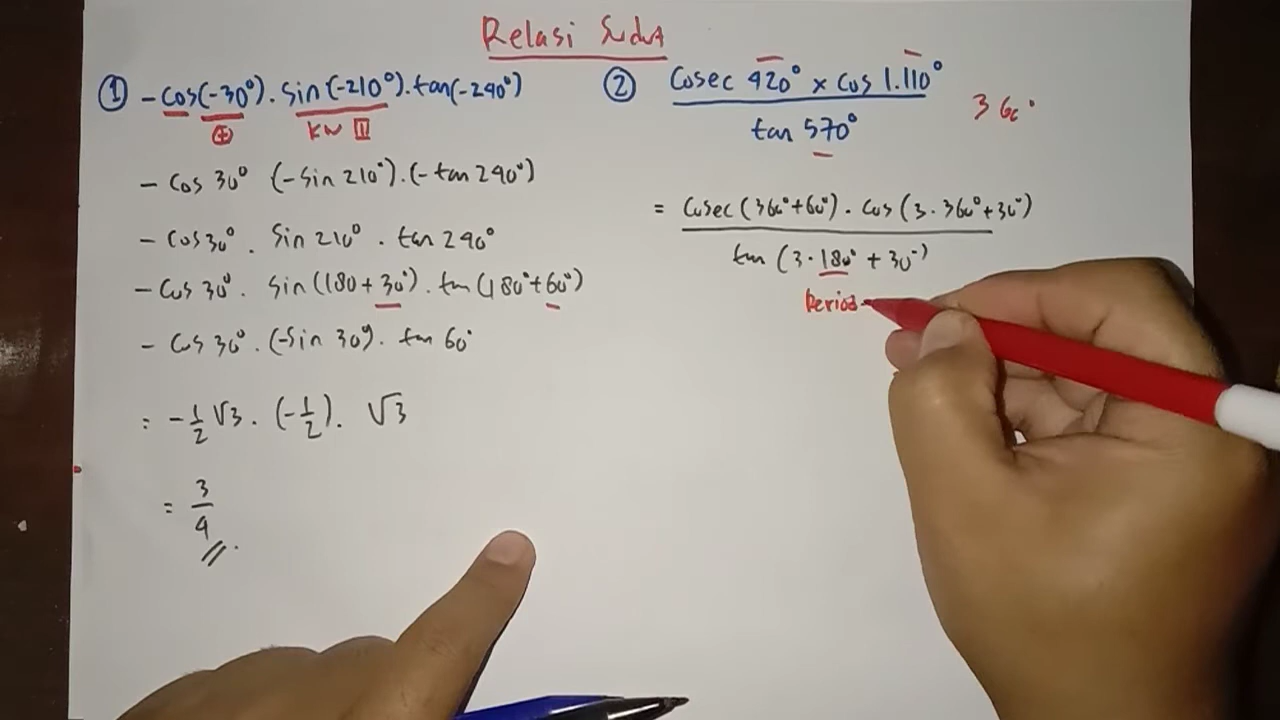 Relasi Sudut
① -cos(-30°). sin(-210°).tan(-240°)
⊕ KW III
- cos 30° (-sin 210°).(-tan 240°)
- cos 30° . sin 210° . tan 240°
- cos 30° . sin(180 + 30°) . tan (180° + 60°)
- cos 30° . (-sin 30°) . tan 60°
= -1/2 √3 . (-1/2) . √3
= 3/4 //
② Cosec 420° x cos 1.110°
tan 570°
360°
= Cosec (360° + 60°) . cos (3 . 360° + 30°)
tan (3 . 180° + 30°)
Period